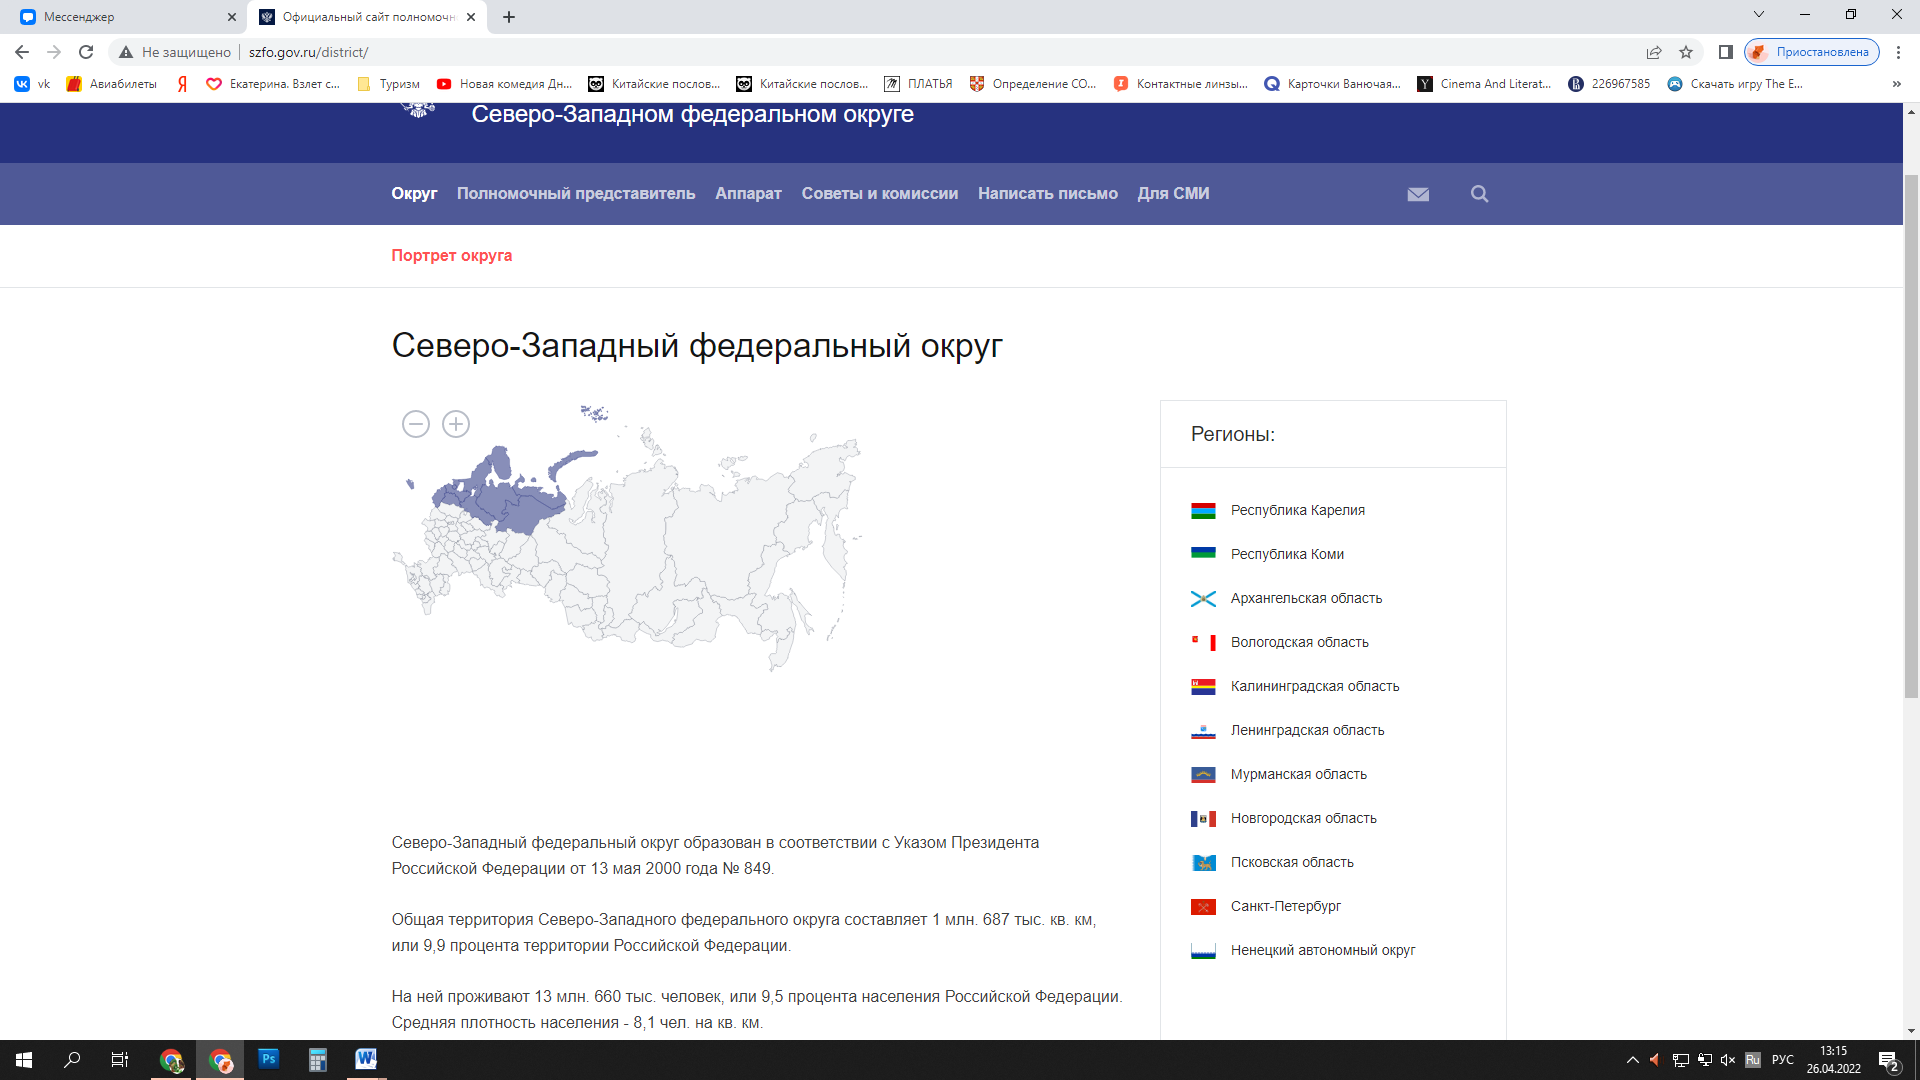 Мессенджер
Официальный сайт полномочн
Не защищено
szfo.gov.ru/district/
Приостановлена
vk
Авиабилеты
Екатерина. Взлет с...
Туризм
Новая комедия Дн...
Китайские послов...
Китайские послов...
ПЛАТЬЯ
Определение СО...
Контактные линзы...
Карточки Ванючая...
Cinema And Literat...
226967585
Скачать игру The E...
»
Северо-Западном федеральном округе
Округ
Полномочный представитель
Аппарат
Советы и комиссии
Написать письмо
Для СМИ
Портрет округа
Северо-Западный федеральный округ
Северо-Западный федеральный округ образован в соответствии с Указом Президента
Российской Федерации от 13 мая 2000 года № 849.
Общая территория Северо-Западного федерального округа составляет 1 млн. 687 тыс. кв. км,
или 9,9 процента территории Российской Федерации.
На ней проживают 13 млн. 660 тыс. человек, или 9,5 процента населения Российской Федерации.
Средняя плотность населения - 8,1 чел. на кв. км.
Регионы:
Республика Карелия
Республика Коми
Архангельская область
Вологодская область
Калининградская область
Ленинградская область
Мурманская область
Новгородская область
Псковская область
Санкт-Петербург
Ненецкий автономный округ
Ps
W
Ru
РУС
13:15
26.04.2022
2